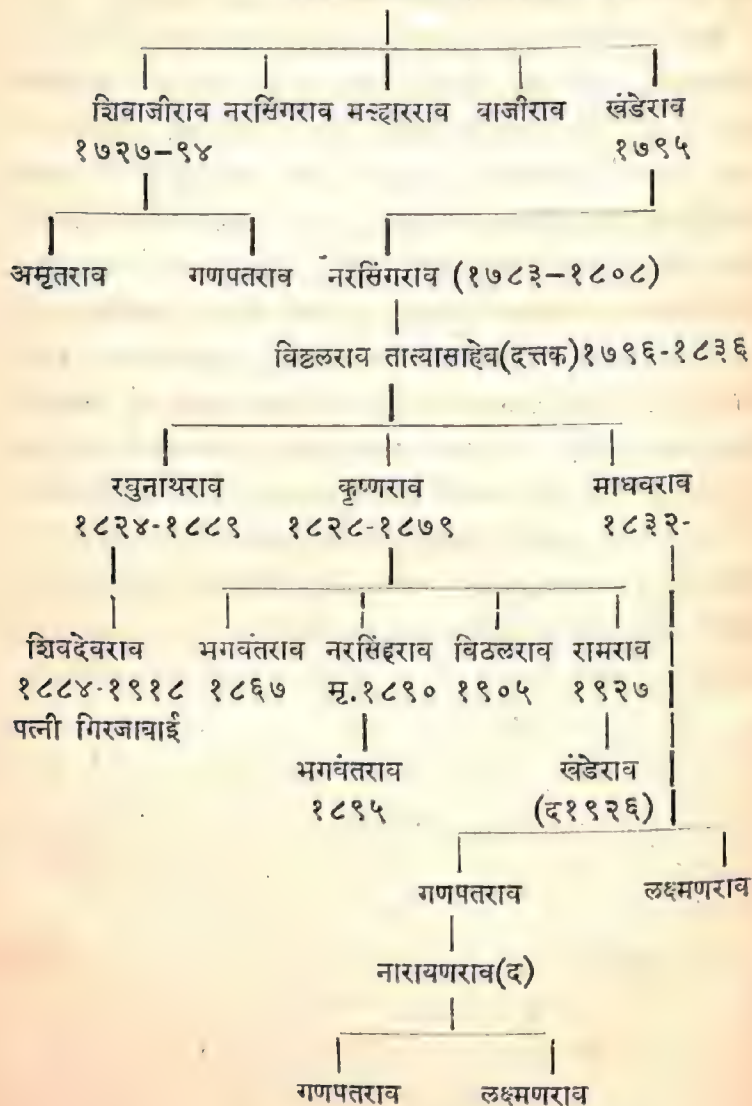 शिवाजीराव नरसिंगराव मल्हारराव बाजीराव खंडेराव
१७२७-९४ १७९५
अमृतराव गणपतराव नरसिंगराव (१७८३-१८०८)
विठ्ठलराव तात्यासाहेब(दत्तक)१७९६-१८३६
रघुनाथराव कृष्णराव माधवराव
१८२४-१८८९ १८२८-१८७९ १८३२-
शिवदेवराव भगवंतराव नरसिंहराव विठलराव रामराव
१८८४-१९१८ १८६७ मृ.१८९० १९०५ १९२७
पत्नी गिरजाबाई
भगवंतराव खंडेराव
१८९५ (द१९२६)
गणपतराव लक्ष्मणराव
नारायणराव(द)
गणपतराव लक्ष्मणराव